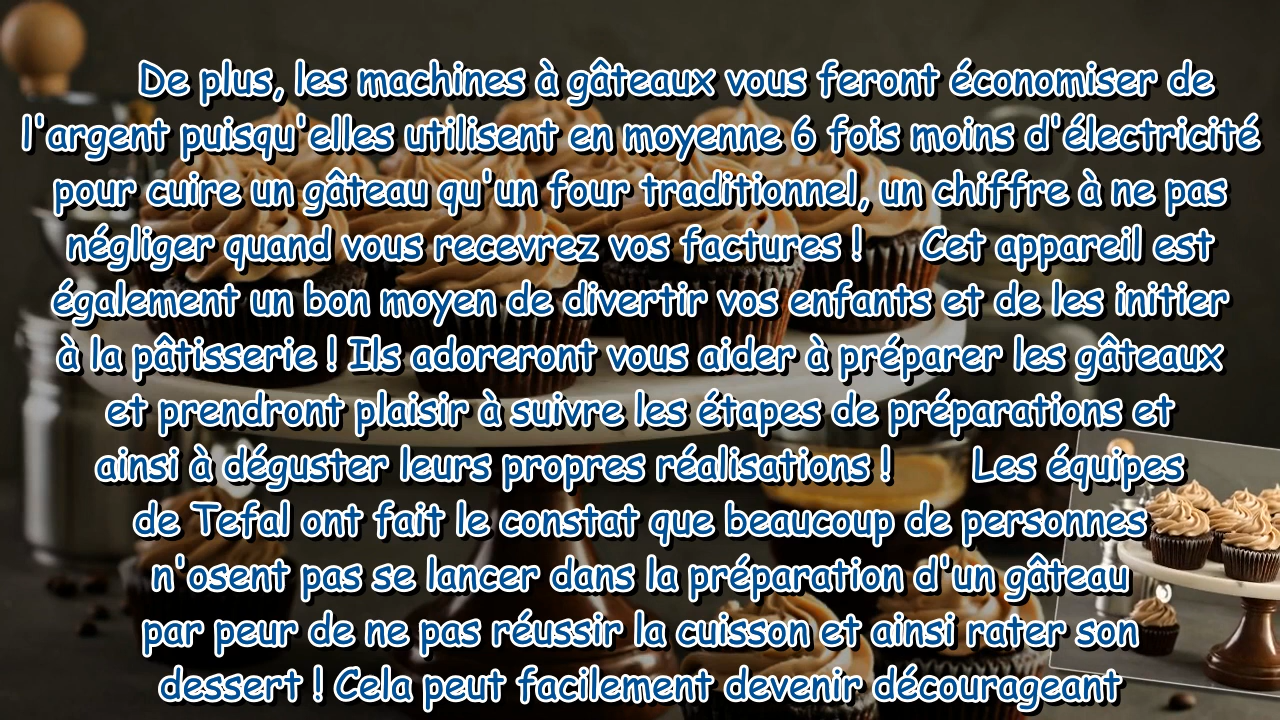 De plus, les machines à gâteaux vous feront économiser de
l'argent puisqu'elles utilisent en moyenne 6 fois moins d'électricité
pour cuire un gâteau qu'un four traditionnel, un chiffre à ne pas
négliger quand vous recevrez vos factures ! Cet appareil est
également un bon moyen de divertir vos enfants et de les initier
à la pâtisserie ! Ils adoreront vous aider à préparer les gâteaux
et prendront plaisir à suivre les étapes de préparations et
ainsi à déguster leurs propres réalisations ! Les équipes
de Tefal ont fait le constat que beaucoup de personnes
n'osent pas se lancer dans la préparation d'un gâteau
par peur de ne pas réussir la cuisson et ainsi rater son
dessert ! Cela peut facilement devenir décourageant